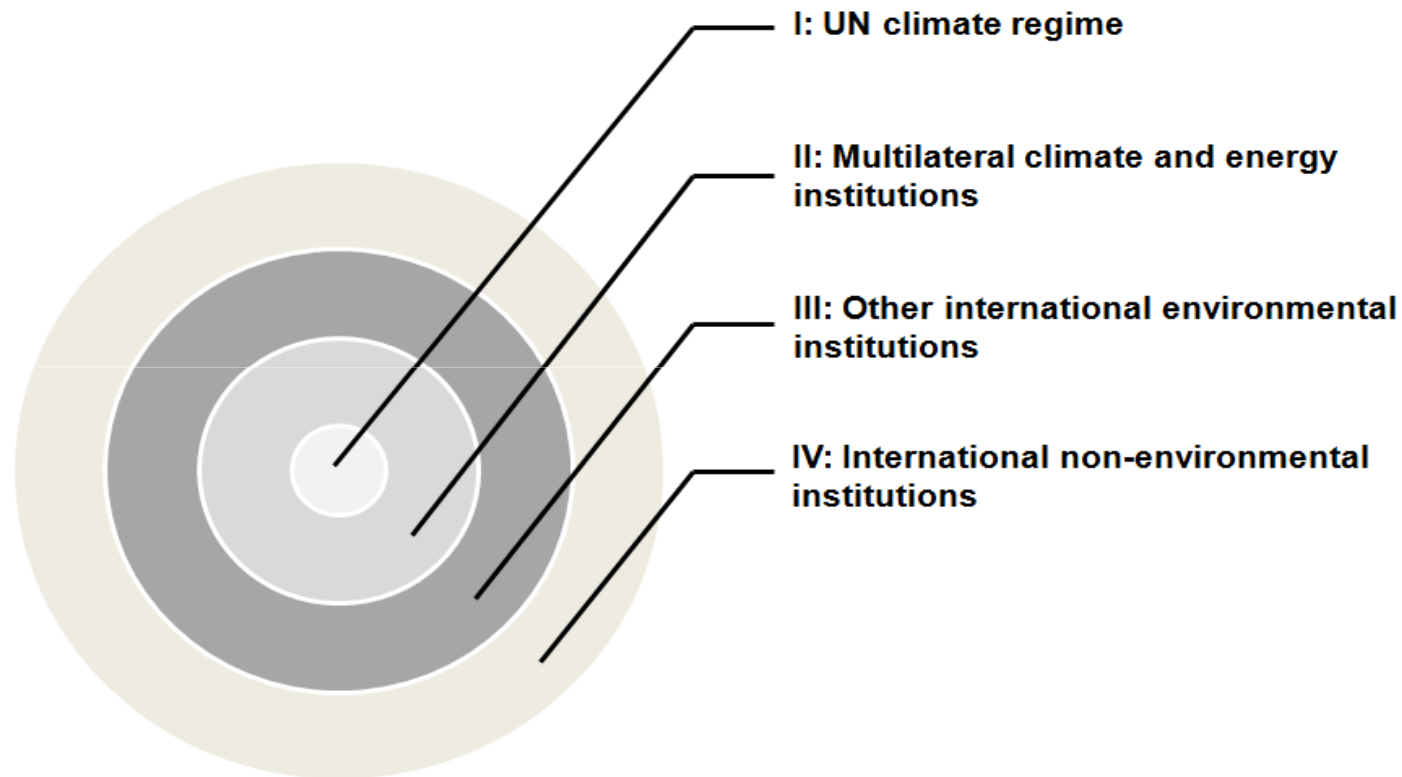 I: UN climate regime
II: Multilateral climate and energy
institutions
III: Other international environmental
institutions
IV: International non-environmental
institutions